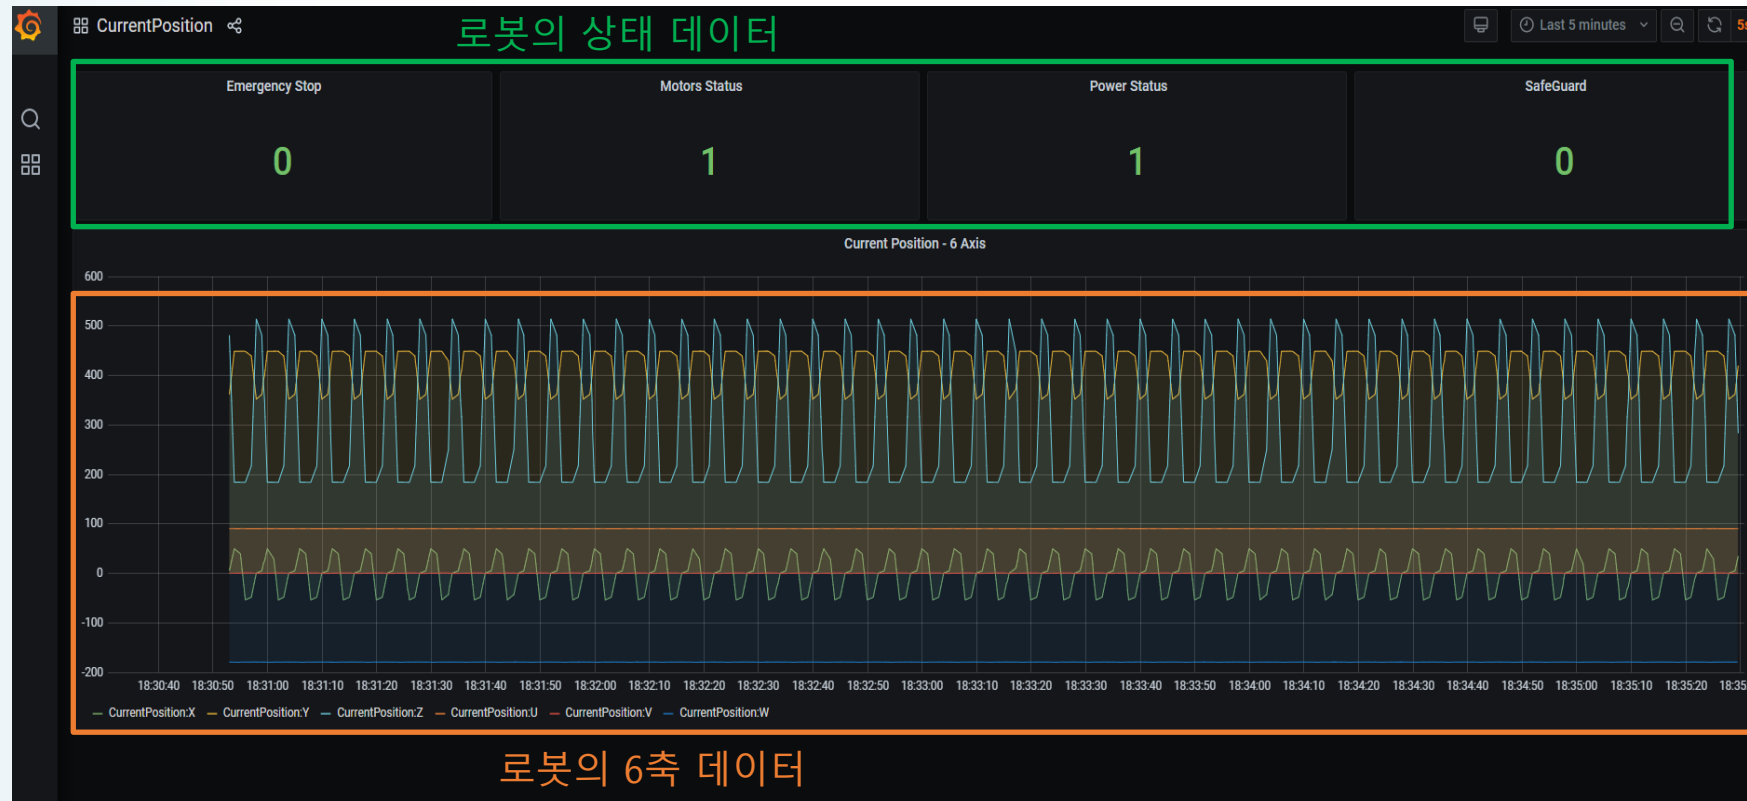 CurrentPosition
로봇의 상태 데이터
Last 5 minutes
5s
Emergency Stop
Motors Status
Power Status
SafeGuard
0
1
1
0
Current Position - 6 Axis
600
500
400
300
200
100
0
-100
-200
18:30:40 18:30:50 18:31:00 18:31:10 18:31:20 18:31:30 18:31:40 18:31:50 18:32:00 18:32:10 18:32:20 18:32:30 18:32:40 18:32:50 18:33:00 18:33:10 18:33:20 18:33:30 18:33:40 18:33:50 18:34:00 18:34:10 18:34:20 18:34:30 18:34:40 18:34:50 18:35:00 18:35:10 18:35:20 18:35
CurrentPosition:X CurrentPosition:Y CurrentPosition:Z CurrentPosition:U CurrentPosition:V CurrentPosition:W
로봇의 6축 데이터